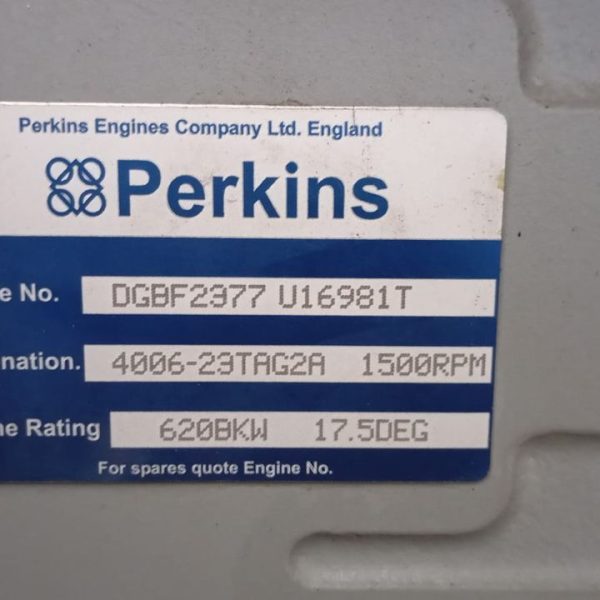 Perkins Engines Company Ltd. England
Perkins
e No. DGBF2377 U16981T
nation. 4006-23TAG2A 1500RPM
ne Rating 620BKW 17.5DEG
For spares quote Engine No.